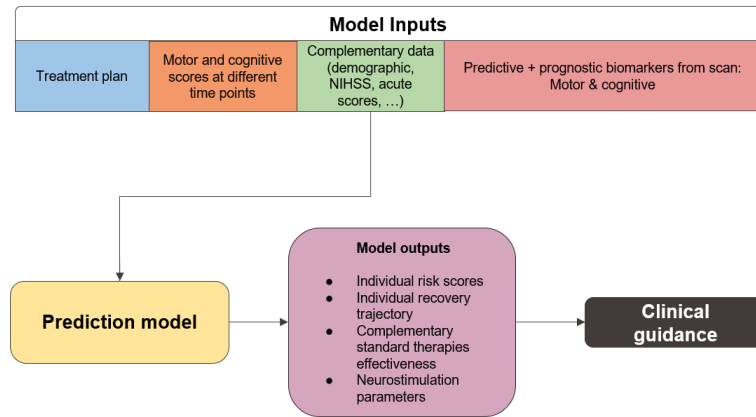 Model Inputs
Treatment plan
Motor and cognitive
scores at different
time points
Complementary data
(demographic,
NIHSS, acute
scores, …)
Predictive + prognostic biomarkers from scan:
Motor & cognitive
Prediction model
Model outputs
● Individual risk scores
● Individual recovery
trajectory
● Complementary
standard therapies
effectiveness
● Neurostimulation
parameters
Clinical
guidance